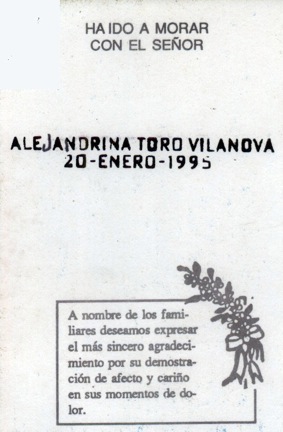 HA IDO A MORAR
CON EL SEÑOR
ALEJANDRINA TORO VILANOVA
20-ENERO-1995
A nombre de los fami-
liares deseamos expresar
el más sincero agradeci-
miento por su demostra-
ción de afecto y cariño
en sus momentos de do-
lor.